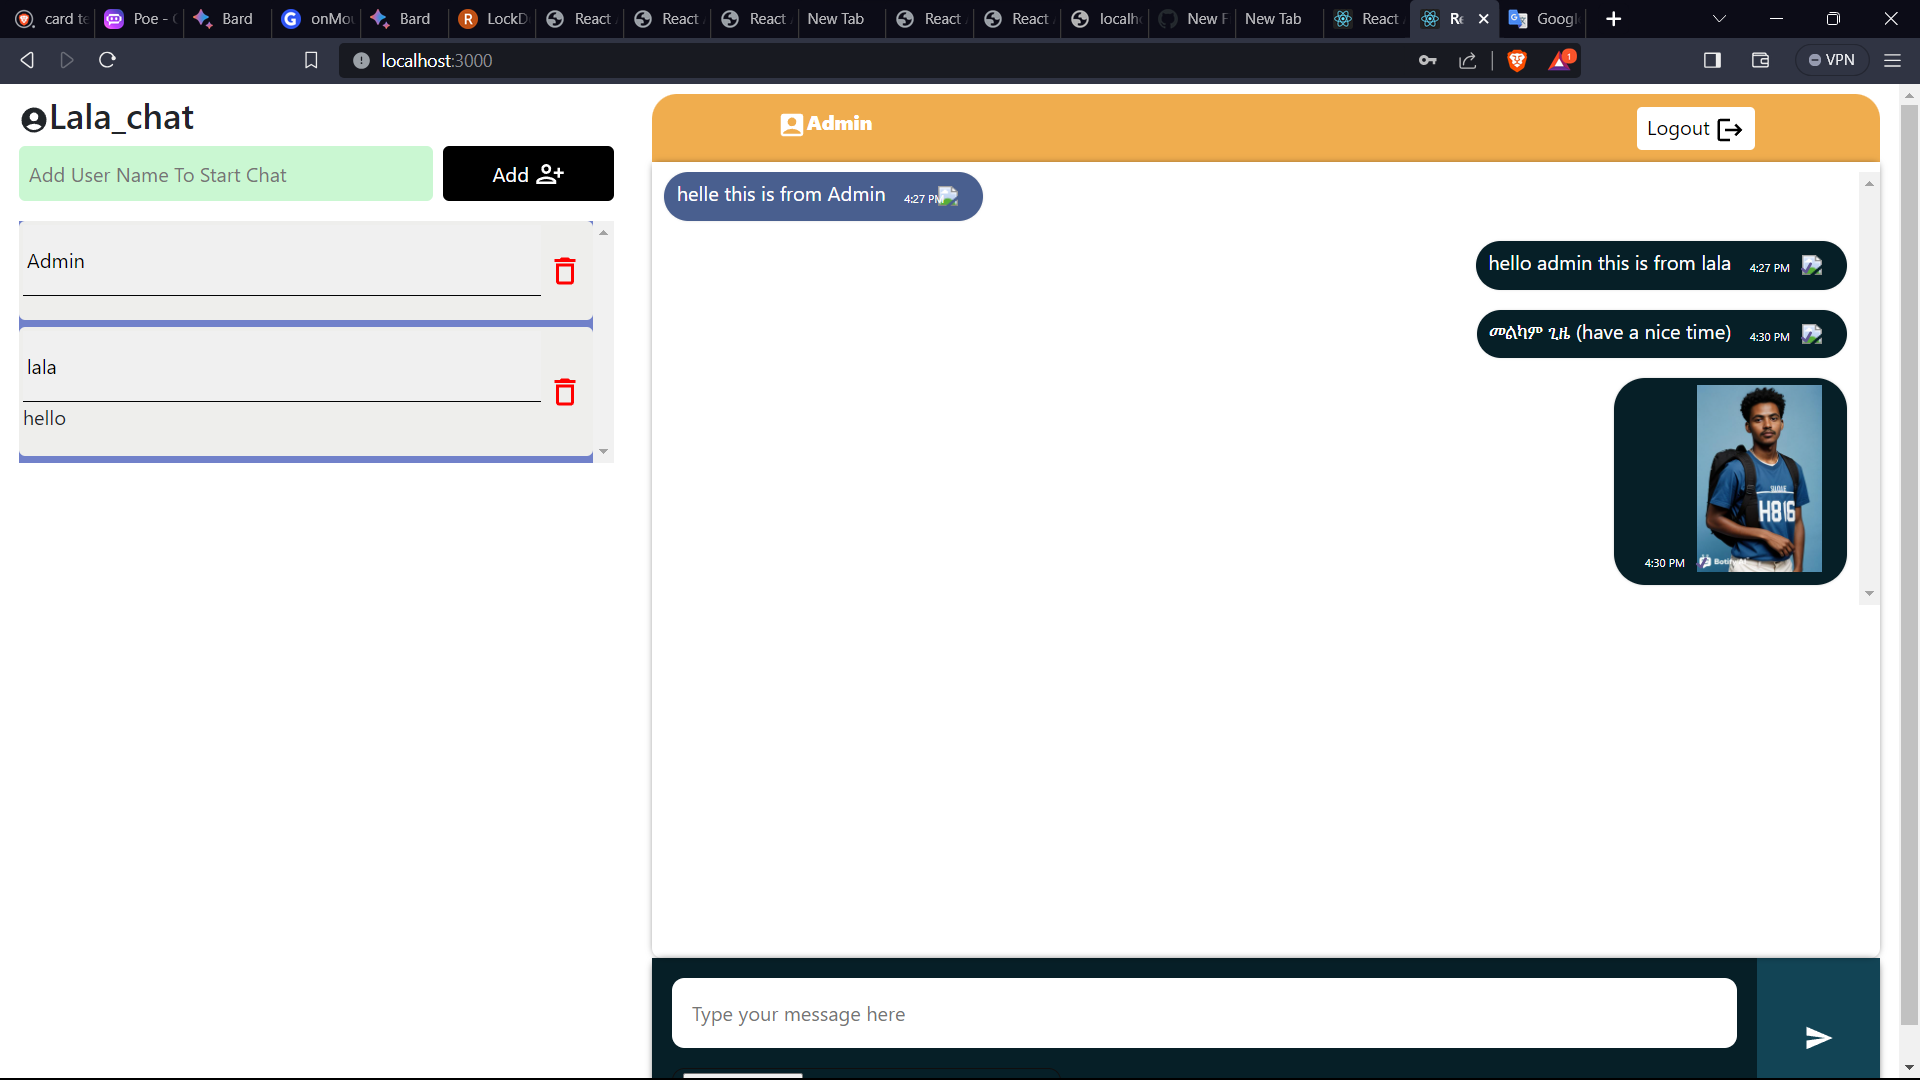 card te
Poe - C
Bard
onMou
Bard
LockD
React
React
React
New Tab
React
React
localh
New F
New Tab
React
Re
Googl
localhost:3000
1
VPN
Lala_chat
Add User Name To Start Chat
Add
Admin
lala
hello
Admin
Logout
helle this is from Admin 4:27 PM
hello admin this is from lala 4:27 PM
መልካም ጊዜ (have a nice time) 4:30 PM
H816
4:30 PM
Type your message here